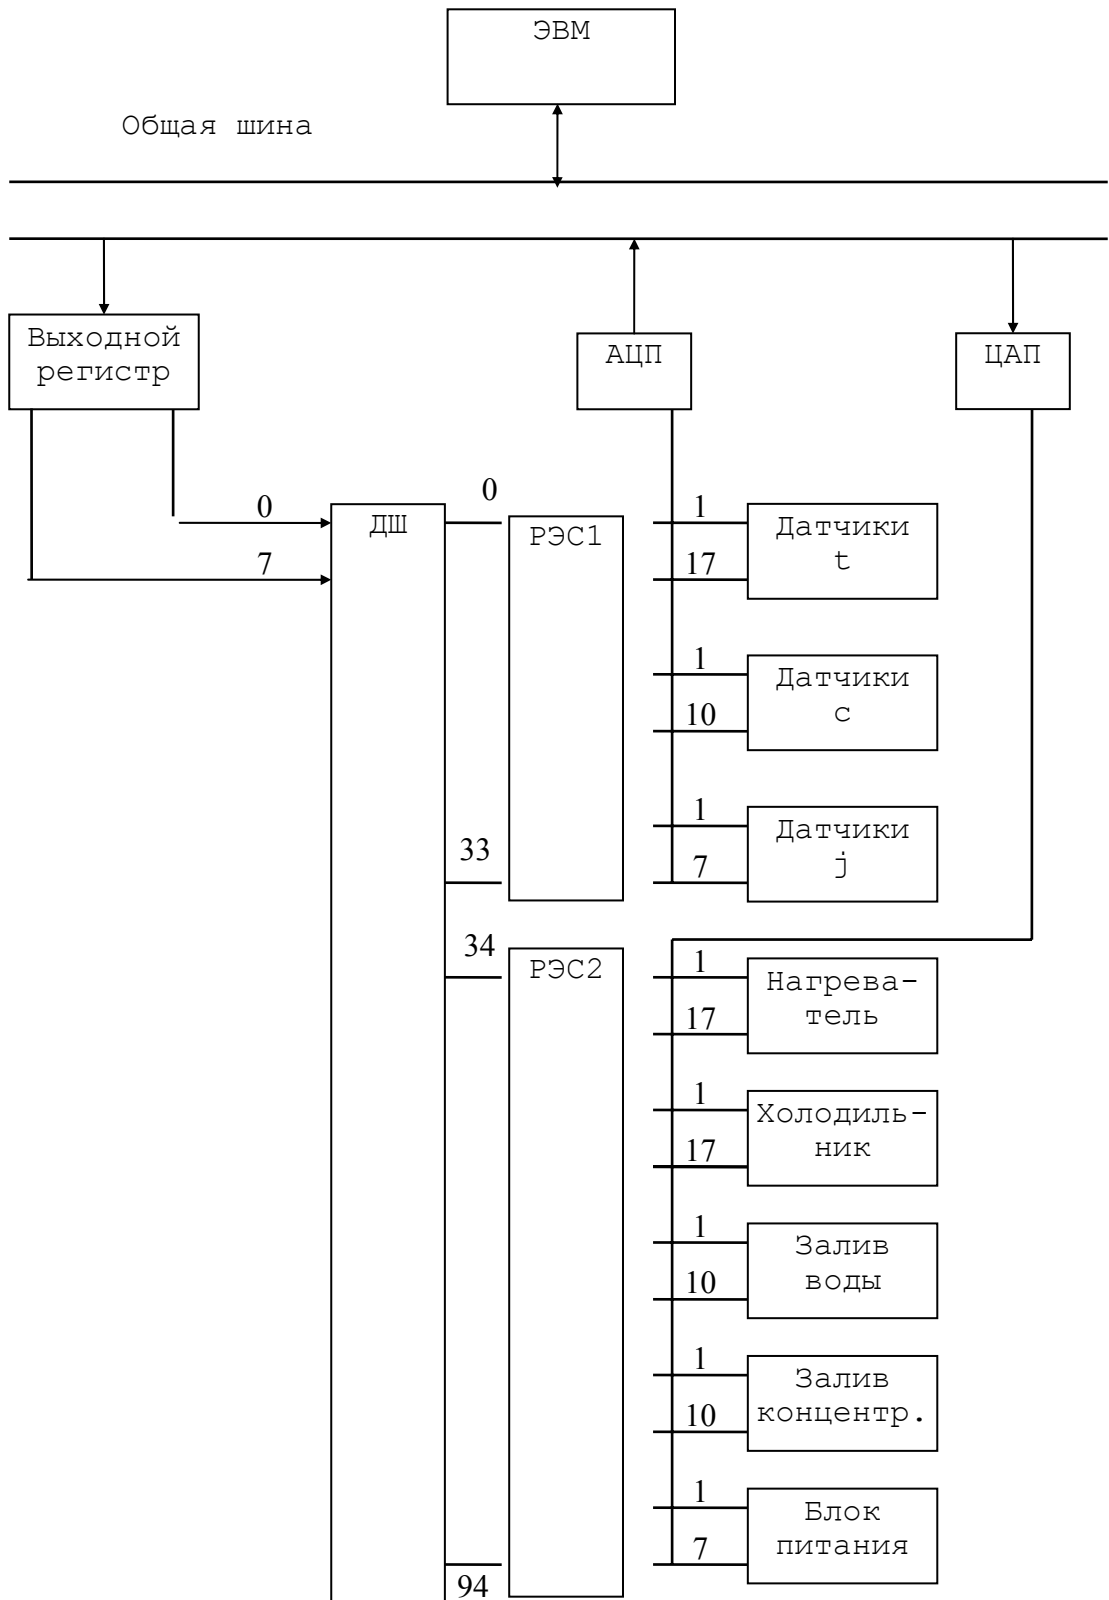 ЭВМ
Общая шина
Выходной
регистр
АЦП
ЦАП
0
7
ДШ
0
РЭС1
1
17
Датчики
t
1
10
Датчики
c
33
1
7
Датчики
j
34
РЭС2
1
17
Нагрева-
тель
1
17
Холодиль-
ник
1
10
Залив
воды
1
10
Залив
концентр.
1
7
Блок
питания
94